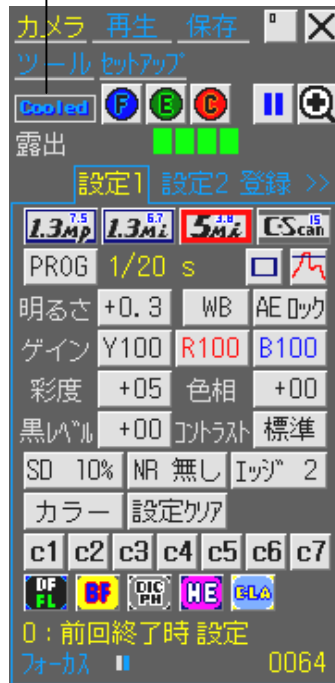 カメラ 再生 保存
ツール セットアップ
Cooled F E C
露出
設定1 設定2 登録 >>
1.3Mp 7.5 1.3Mi 6.7 5Mi 3.8 C-Scan 15
PROG 1/20 s
明るさ +0.3 WB AEロック
ゲイン Y100 R100 B100
彩度 +05 色相 +00
黒レベル +00 コントラスト 標準
SD 10% NR 無し エッジ 2
カラー 設定クリア
c1 c2 c3 c4 c5 c6 c7
DF FL BF DIC PH HE ELA
0:前回終了時設定
フォーカス 0064